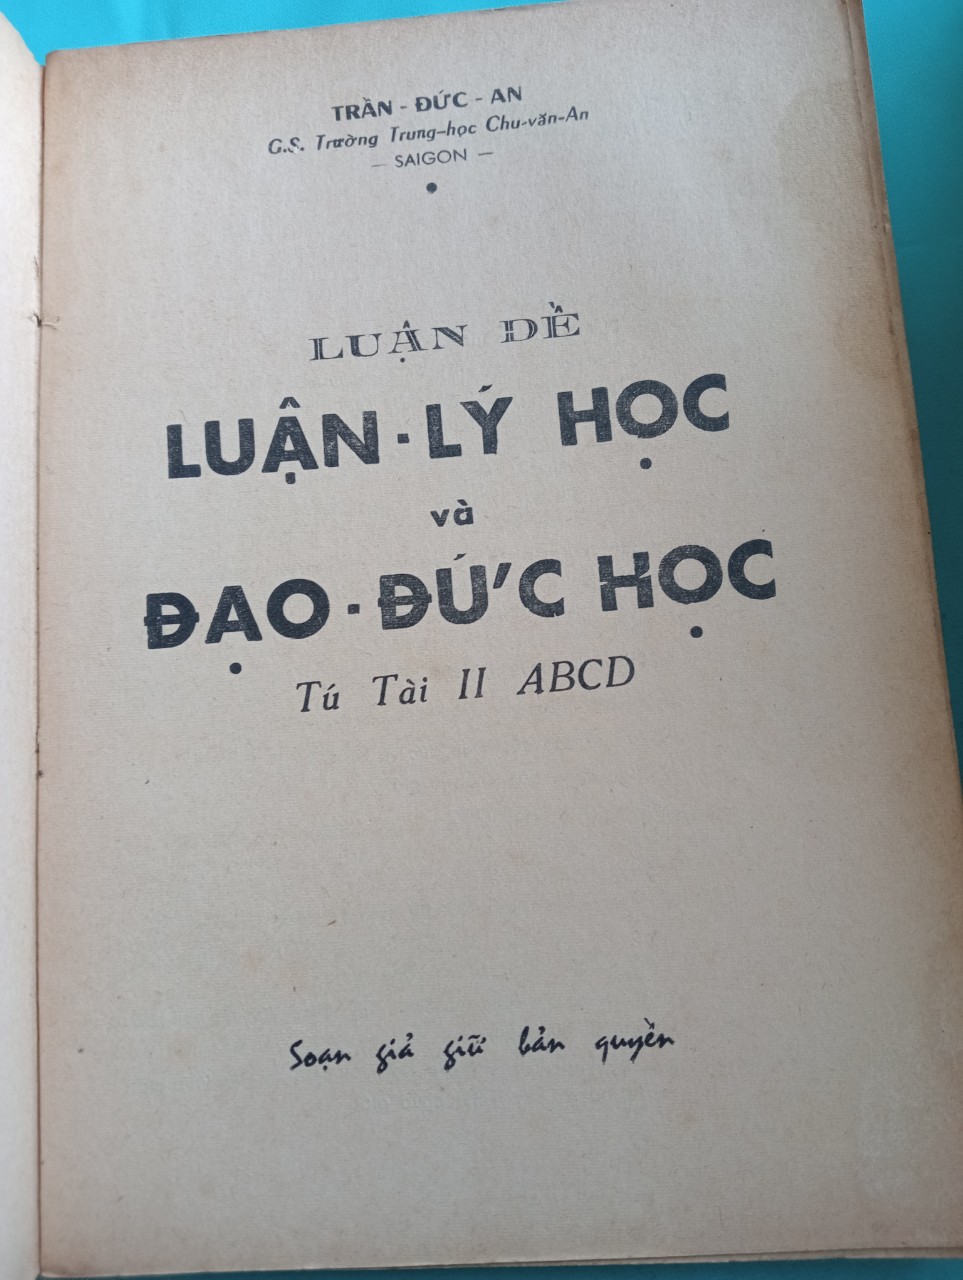 TRẦN - ĐỨC - AN
G.S. Trường Trung-học Chu-văn-An
— SAIGON —
LUẬN ĐỀ
LUẬN - LÝ HỌC
và
ĐẠO - ĐỨC HỌC
Tú Tài II ABCD
Soạn giả giữ bản quyền